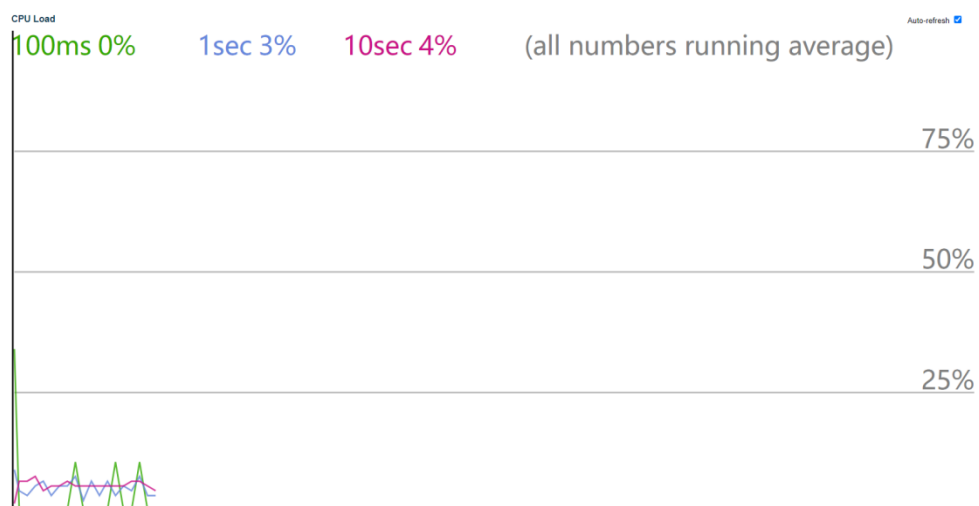 CPU Load
Auto-refresh
100ms 0% 1sec 3% 10sec 4% (all numbers running average)
75%
50%
25%